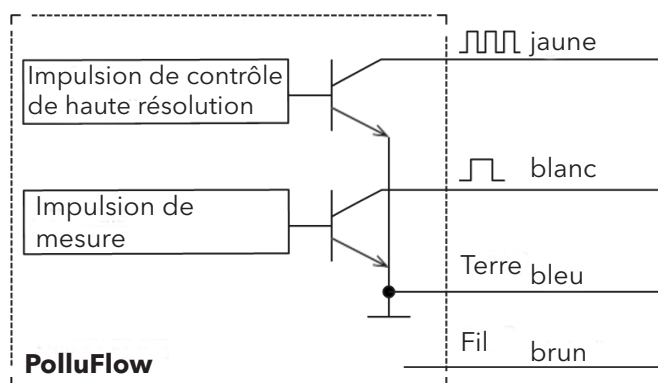 jaune
Impulsion de contrôle
de haute résolution
blanc
Impulsion de
mesure
Terre bleu
Fil brun
PolluFlow